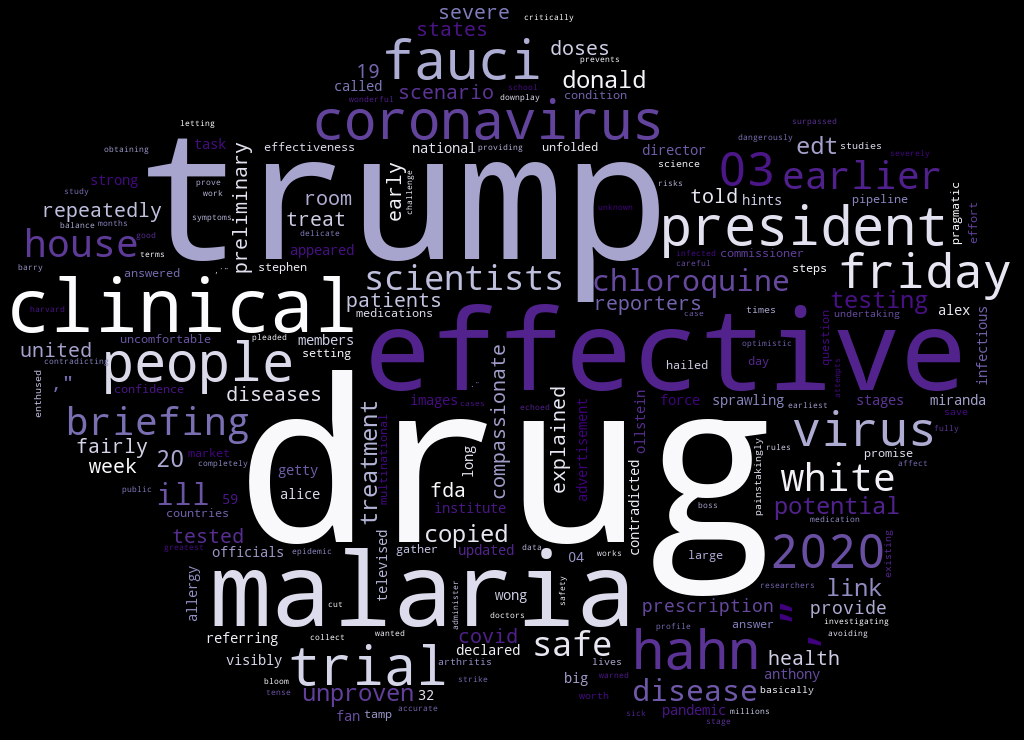 severe critically
states
fauci doses
prevents
19 donald
called scenario school
wonderful downplay condition
coronavirus
letting surpassed
obtaining task preliminary effectiveness national providing unfolded director dangerously edt studies
trump
early challenge science 03 earlier severely
strong prove work room risks pipeline
study symptoms treat unknown told hints pragmatic effort
repeatedly delicate president
balance months
house good appeared infected commissioner
terms
barry answered ." stephen scientists careful steps friday
clinical patients chloroquine
medications reporters testing
harvard pleaded members case times undertaking alex
united uncomfortable setting effective optimistic question infectious
contradicting people hailed day
," confidence diseases compassionate .. attempts
enthused images cases echoed force sprawling stages miranda
briefing drug treatment explained advertisement ollstein earliest save
fairly market multinational long contradicted virus fully
week 20 completely getty painstakingly rules promise
affect
public ill 59 alice fda boss white
countries institute copied potential medication
tested gather updated data 04 works large 2020 existing
greatest officials epidemic televised
allergy malaria wong safety researchers link
cut administer doctors prescription ” provide
referring collect wanted covid safe profile answer investigating
avoiding
visibly declared hahn ’ health
bloom trial arthritis lives warned anthony
tense unproven 32 strike big disease basically
accurate worth
fan tamp sick pandemic millions
stage